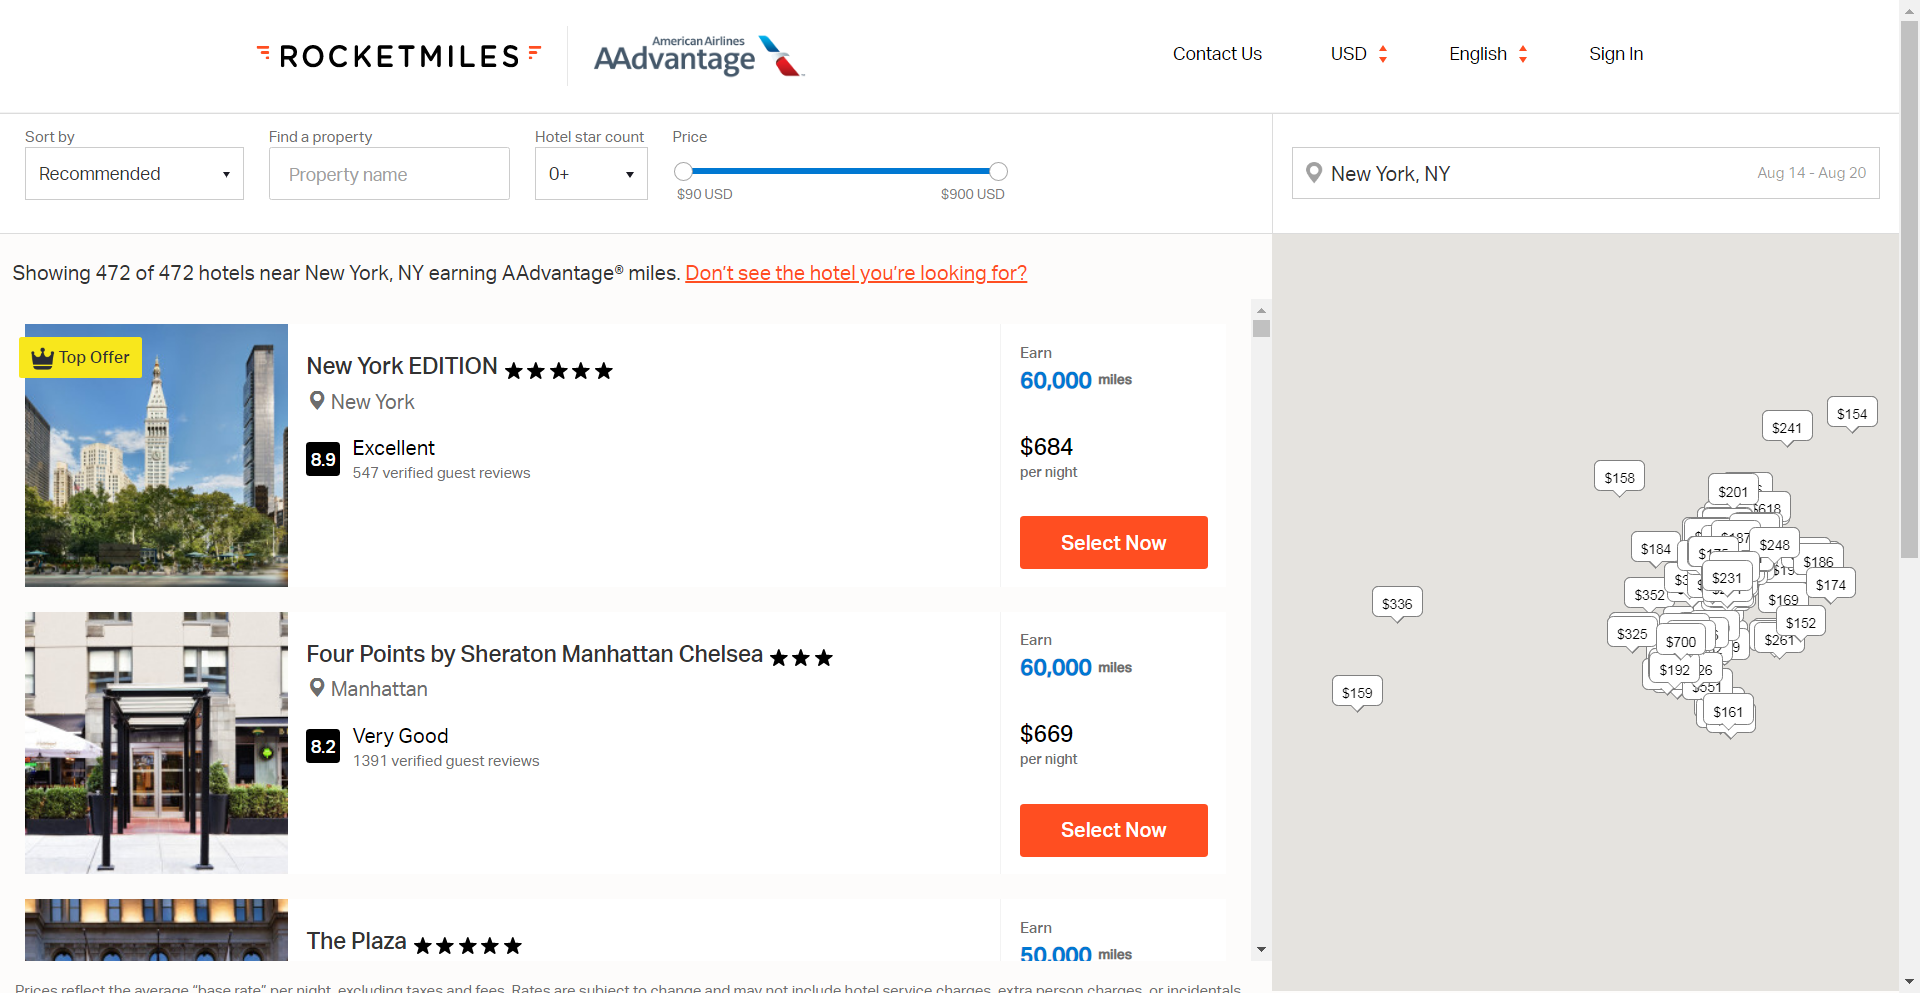 ROCKETMILES
American Airlines
AAdvantage
Contact Us
USD
English
Sign In
Sort by
Find a property
Hotel star count
Price
Recommended
Property name
0+
$90 USD
$900 USD
New York, NY
Aug 14 - Aug 20
Showing 472 of 472 hotels near New York, NY earning AAdvantage® miles. Don't see the hotel you're looking for?
Top Offer
New York EDITION
New York
8.9
Excellent
547 verified guest reviews
Earn
60,000 miles
$684
per night
Select Now
Four Points by Sheraton Manhattan Chelsea
Manhattan
8.2
Very Good
1391 verified guest reviews
Earn
60,000 miles
$669
per night
Select Now
The Plaza
Earn
50,000 miles
Prices reflect the average "base rate" per night, excluding taxes and fees. Rates are subject to change and may not include hotel service charges, extra person charges, or incidentals
$154
$241
$158
$201
$618
$187
$248
$184
$175
$186
$231
$174
$352
$169
$336
$152
$325
$700
$261
$192
$551
$159
$161